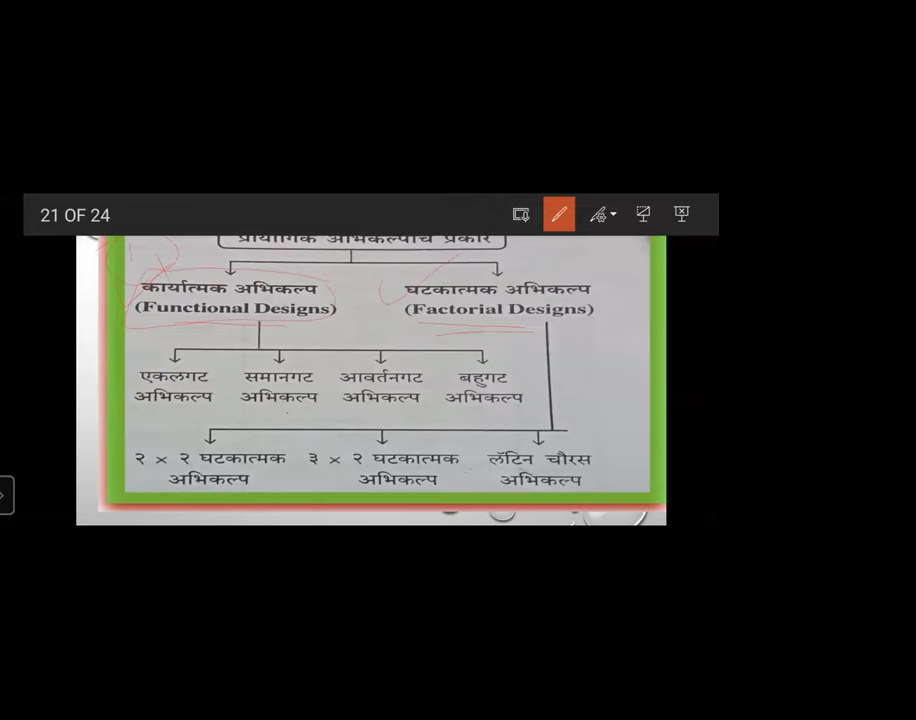 21 OF 24
प्रायोगिक अभिकल्पाचे प्रकार
कार्यात्मक अभिकल्प
(Functional Designs)
घटकात्मक अभिकल्प
(Factorial Designs)
एकलगट
अभिकल्प
समानगट
अभिकल्प
आवर्तनगट
अभिकल्प
बहुगट
अभिकल्प
२ × २ घटकात्मक
अभिकल्प
३ × २ घटकात्मक
अभिकल्प
लॅटिन चौरस
अभिकल्प